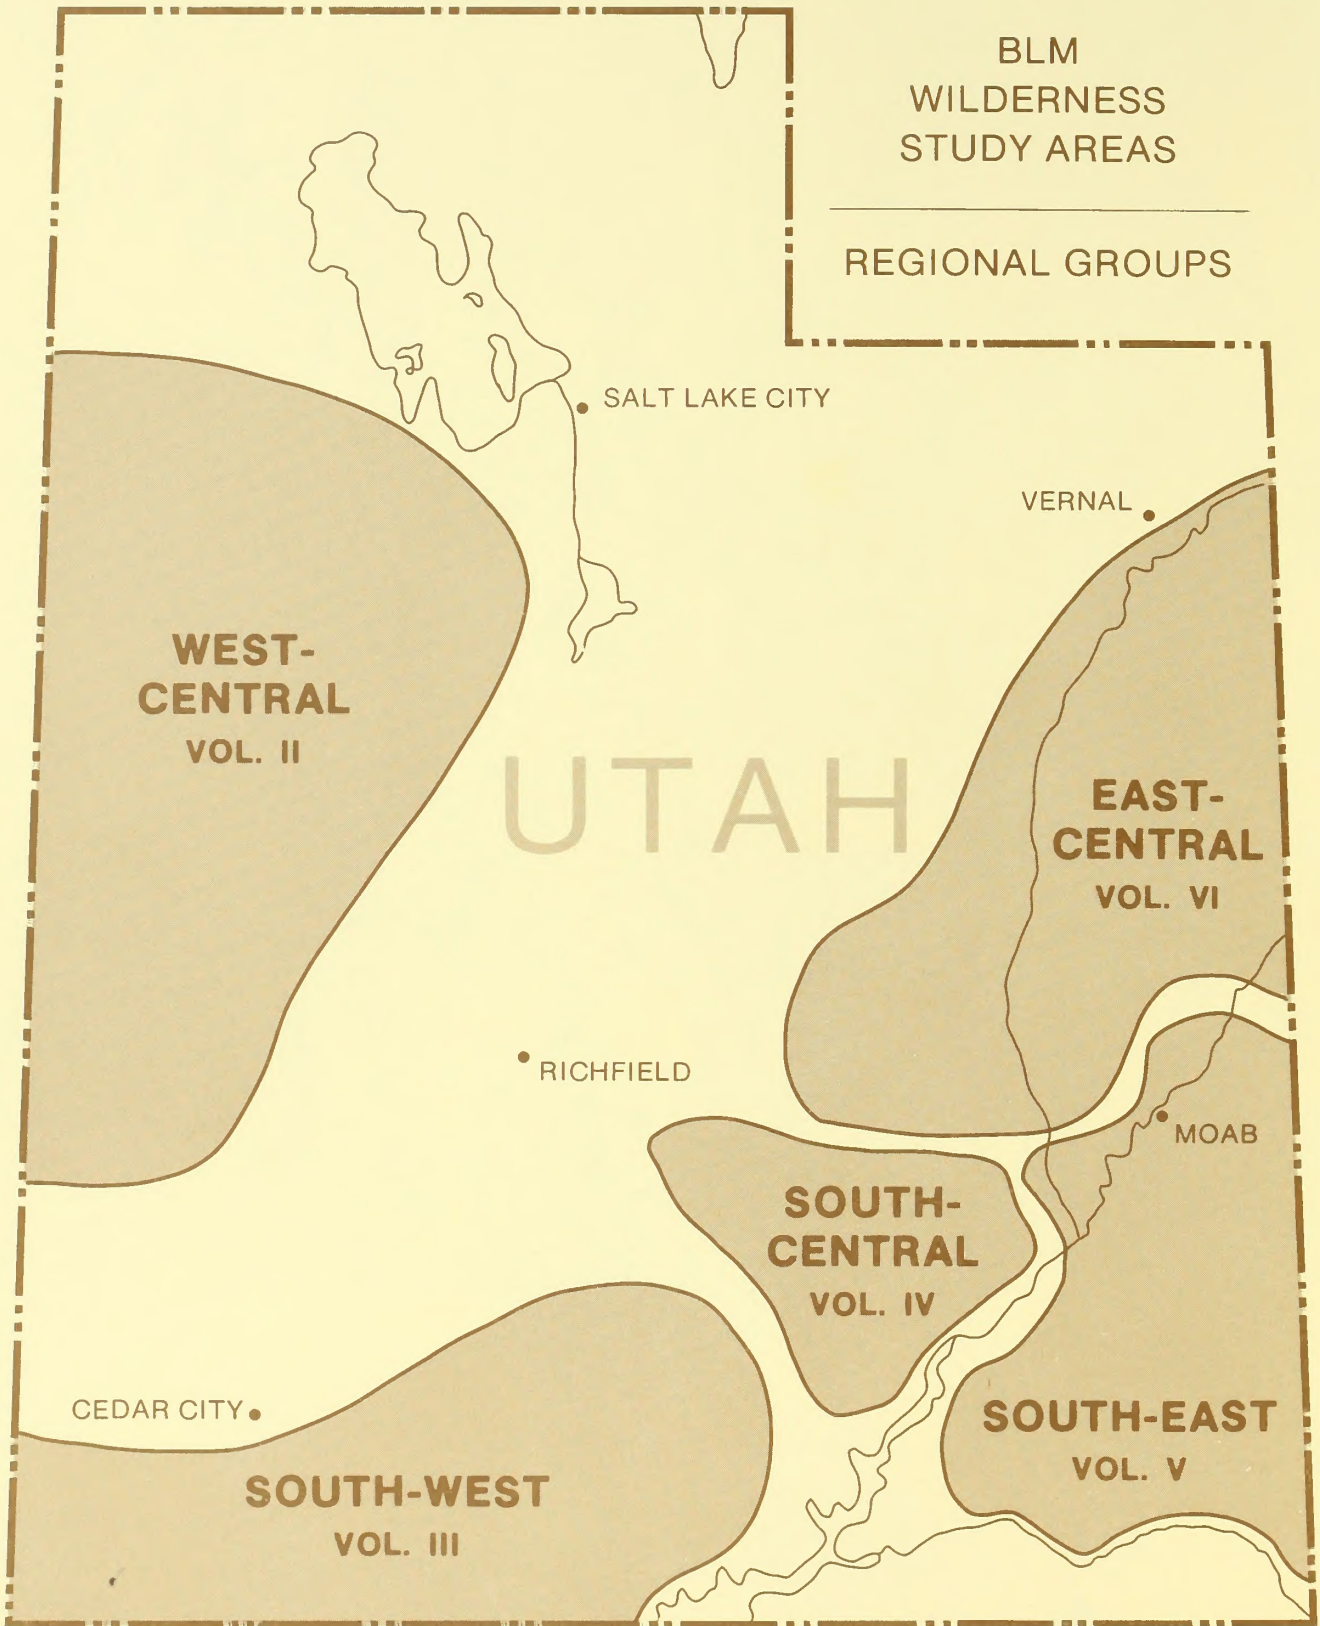 BLM
WILDERNESS
STUDY AREAS
REGIONAL GROUPS
SALT LAKE CITY
VERNAL
WEST-
CENTRAL
VOL. II
UTAH
EAST-
CENTRAL
VOL. VI
RICHFIELD
MOAB
SOUTH-
CENTRAL
VOL. IV
CEDAR CITY
SOUTH-EAST
VOL. V
SOUTH-WEST
VOL. III